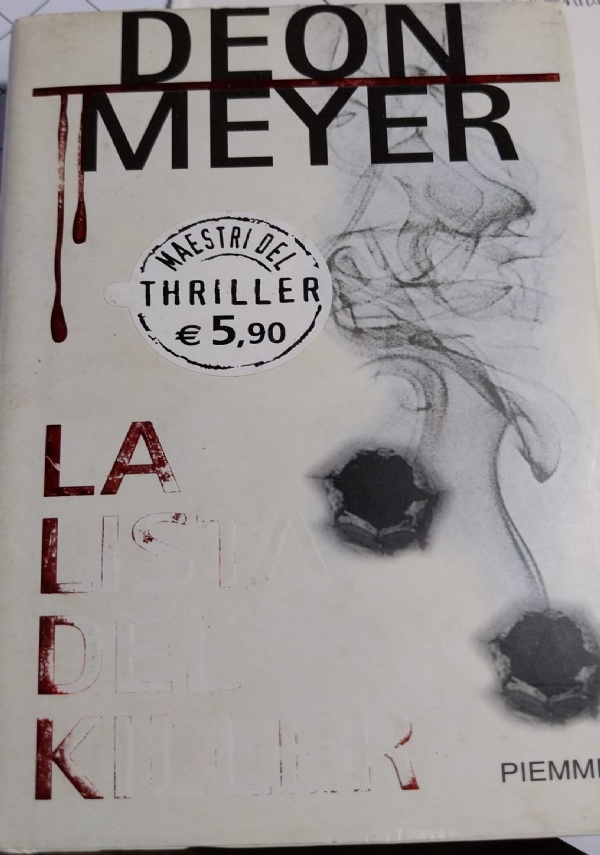 DEON
MEYER
MAESTRI DEL
THRILLER
€ 5,90
LA
LISTA
DEL
KILLER
PIEMME